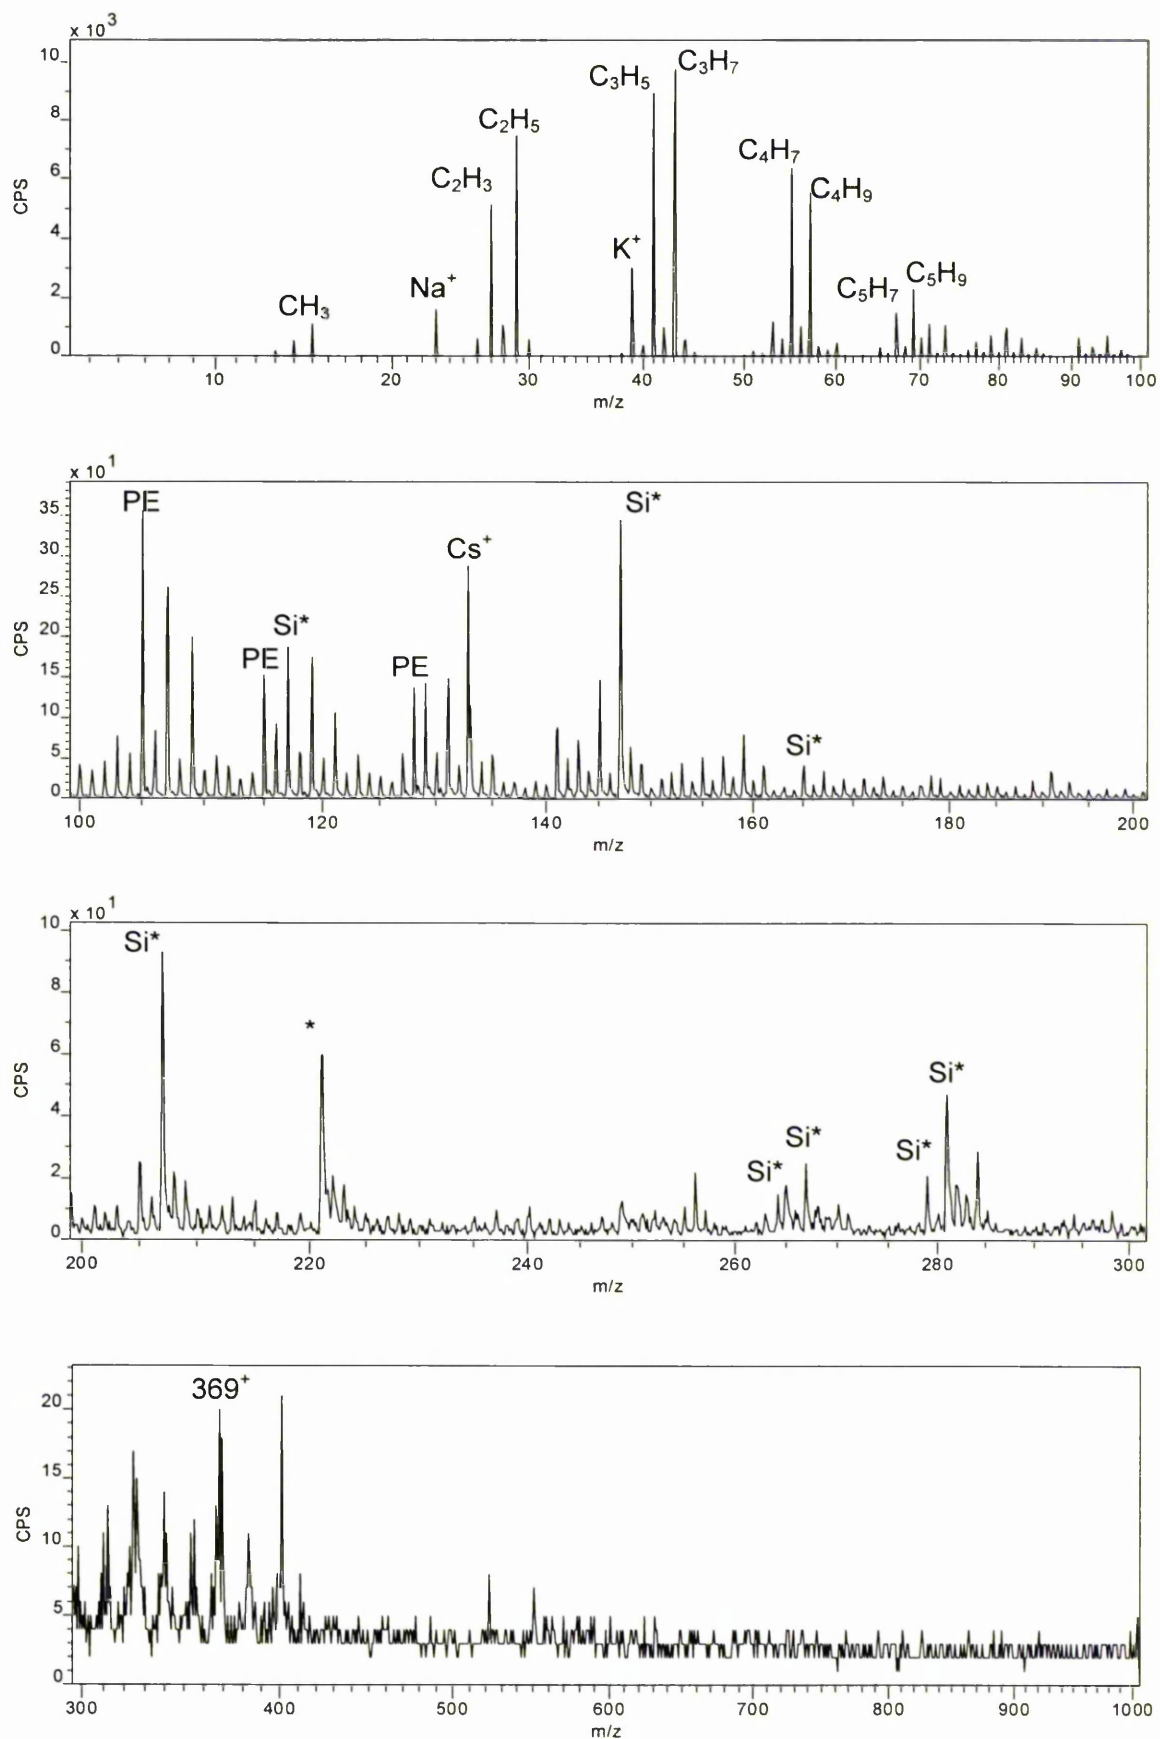 x 10³
10
8
6
4
2
0
CPS
CH₃
Na⁺
C₂H₃
C₂H₅
K⁺
C₃H₅
C₃H₇
C₄H₇
C₄H₉
C₅H₇
C₅H₉
10 20 30 40 50 60 70 80 90 100
m/z
x 10¹
35
30
25
20
15
10
5
0
CPS
PE
PE
Si*
PE
Cs⁺
Si*
Si*
100 120 140 160 180 200
m/z
x 10¹
10
8
6
4
2
0
CPS
Si*
*
Si*
Si*
Si*
Si*
200 220 240 260 280 300
m/z
20
15
10
5
0
CPS
369⁺
300 400 500 600 700 800 900 1000
m/z